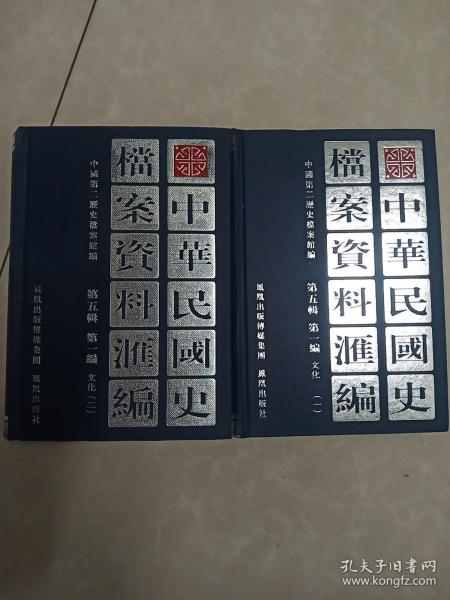 中華民國史
檔案資料滙編
中國第二歷史檔案館編
第五輯 第一編 文化(二)
鳳凰出版傳媒集團 鳳凰出版社
中華民國史
檔案資料滙編
中國第二歷史檔案館編
第五輯 第一編 文化(一)
鳳凰出版傳媒集團 鳳凰出版社
孔夫子旧书网
www.kongfz.com